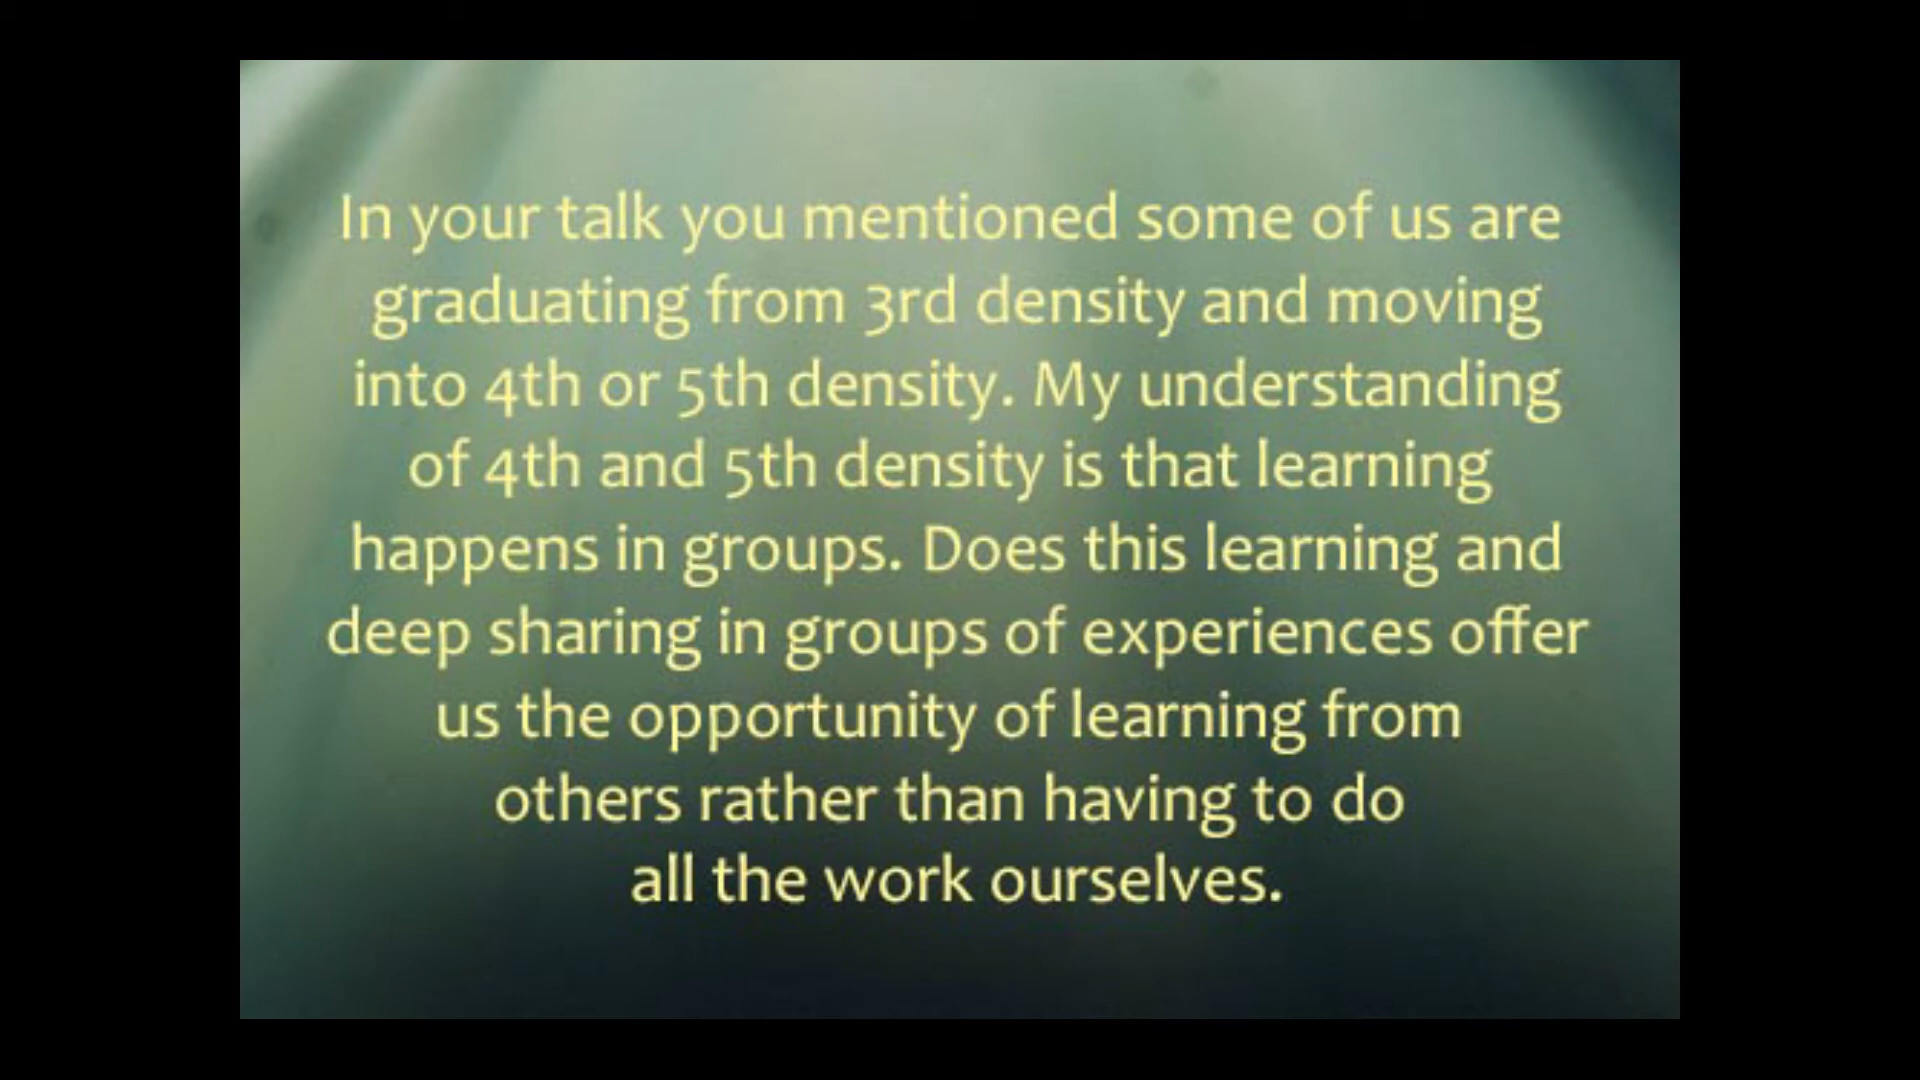 In your talk you mentioned some of us are
graduating from 3rd density and moving
into 4th or 5th density. My understanding
of 4th and 5th density is that learning
happens in groups. Does this learning and
deep sharing in groups of experiences offer
us the opportunity of learning from
others rather than having to do
all the work ourselves.